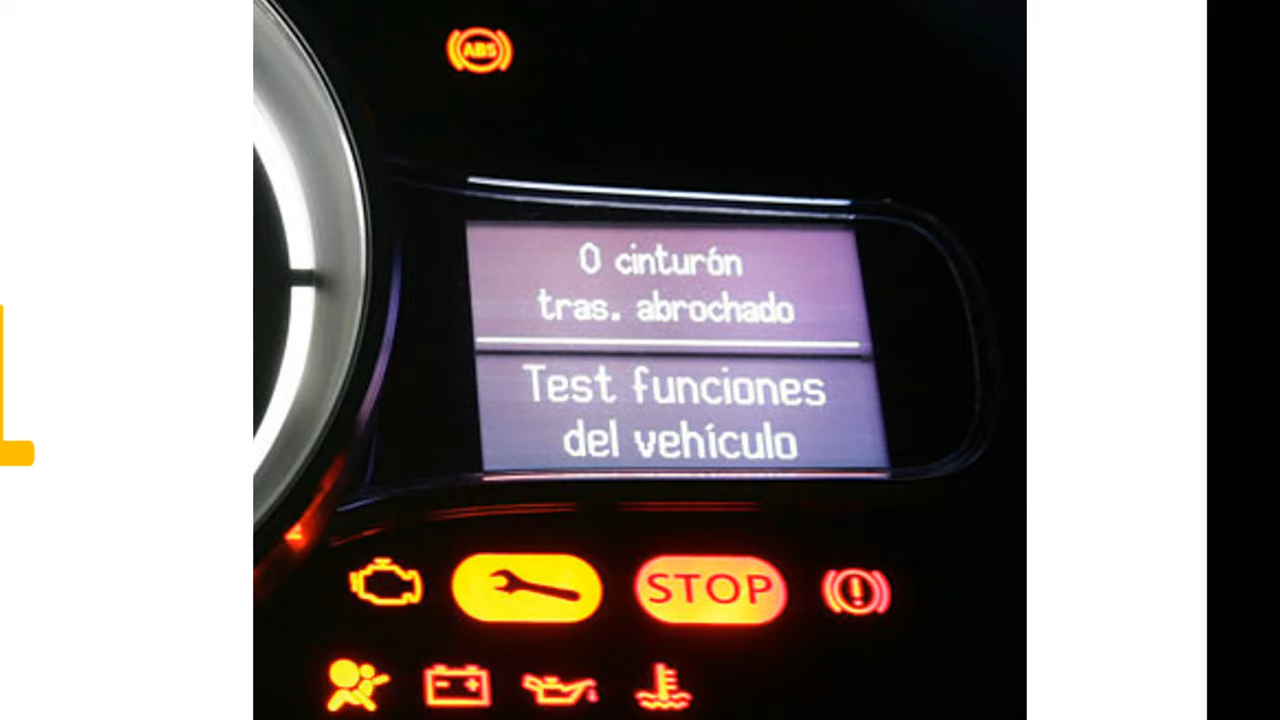 ABS
0 cinturón
tras. abrochado
Test funciones
del vehículo
STOP